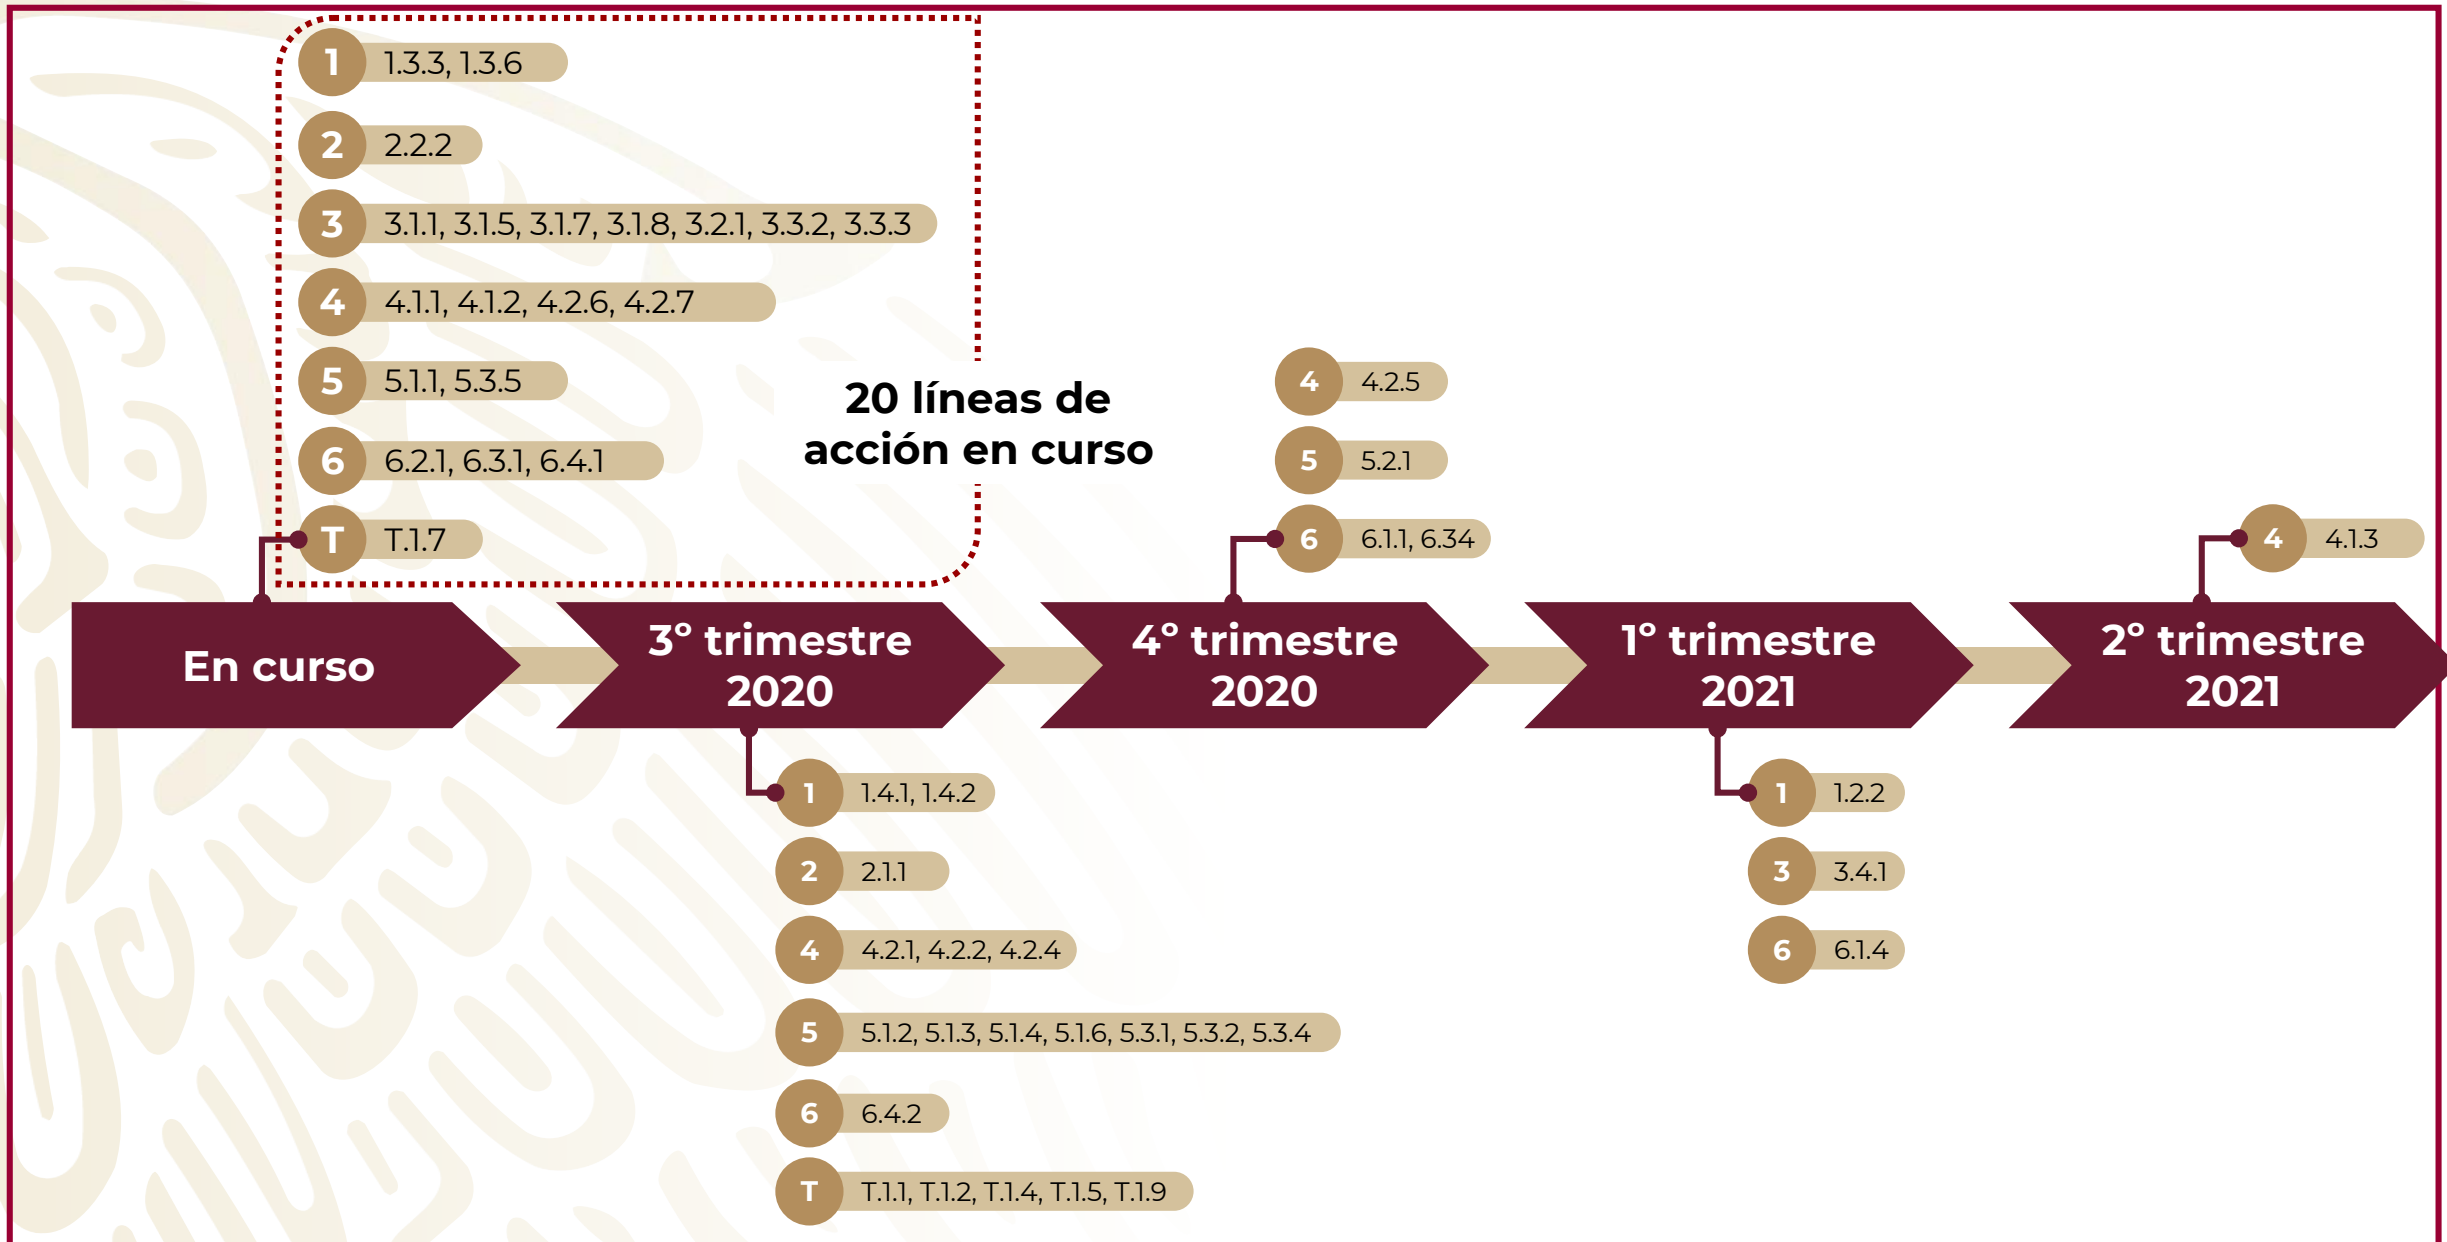 1 1.3.3, 1.3.6
2 2.2.2
3 3.1.1, 3.1.5, 3.1.7, 3.1.8, 3.2.1, 3.3.2, 3.3.3
4 4.1.1, 4.1.2, 4.2.6, 4.2.7
5 5.1.1, 5.3.5
6 6.2.1, 6.3.1, 6.4.1
T T.1.7
20 líneas de
acción en curso
4 4.2.5
5 5.2.1
6 6.1.1, 6.34
4 4.1.3
En curso
3º trimestre
2020
4º trimestre
2020
1º trimestre
2021
2º trimestre
2021
1 1.4.1, 1.4.2
2 2.1.1
4 4.2.1, 4.2.2, 4.2.4
5 5.1.2, 5.1.3, 5.1.4, 5.1.6, 5.3.1, 5.3.2, 5.3.4
6 6.4.2
T T.1.1, T.1.2, T.1.4, T.1.5, T.1.9
1 1.2.2
3 3.4.1
6 6.1.4